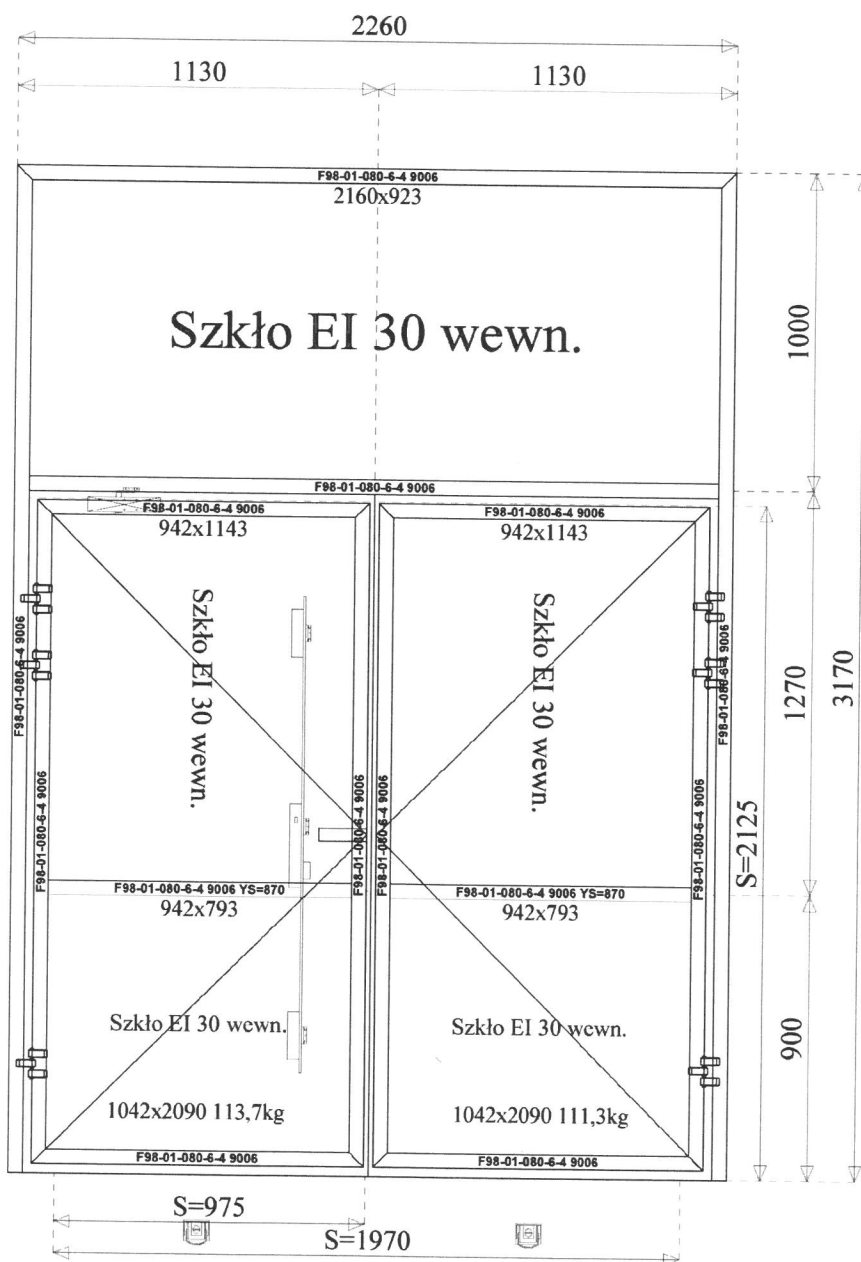 2260
1130
1130
F98-01-080-6-4 9006
2160x923
Szkło EI 30 wewn.
1000
F98-01-080-6-4 9006
F98-01-080-6-4 9006
942x1143
F98-01-080-6-4 9006
942x1143
Szkło EI 30 wewn.
Szkło EI 30 wewn.
F98-01-080-6-4 9006
F98-01-080-6-4 9006
1270
3170
F98-01-080-6-4 9006
F98-01-080-6-4 9006
F98-01-080-6-4 9006
F98-01-080-6-4 9006
S=2125
F98-01-080-6-4 9006 YS=870
942x793
F98-01-080-6-4 9006 YS=870
942x793
Szkło EI 30 wewn.
Szkło EI 30 wewn.
900
1042x2090 113,7kg
1042x2090 111,3kg
F98-01-080-6-4 9006
F98-01-080-6-4 9006
S=975
S=1970